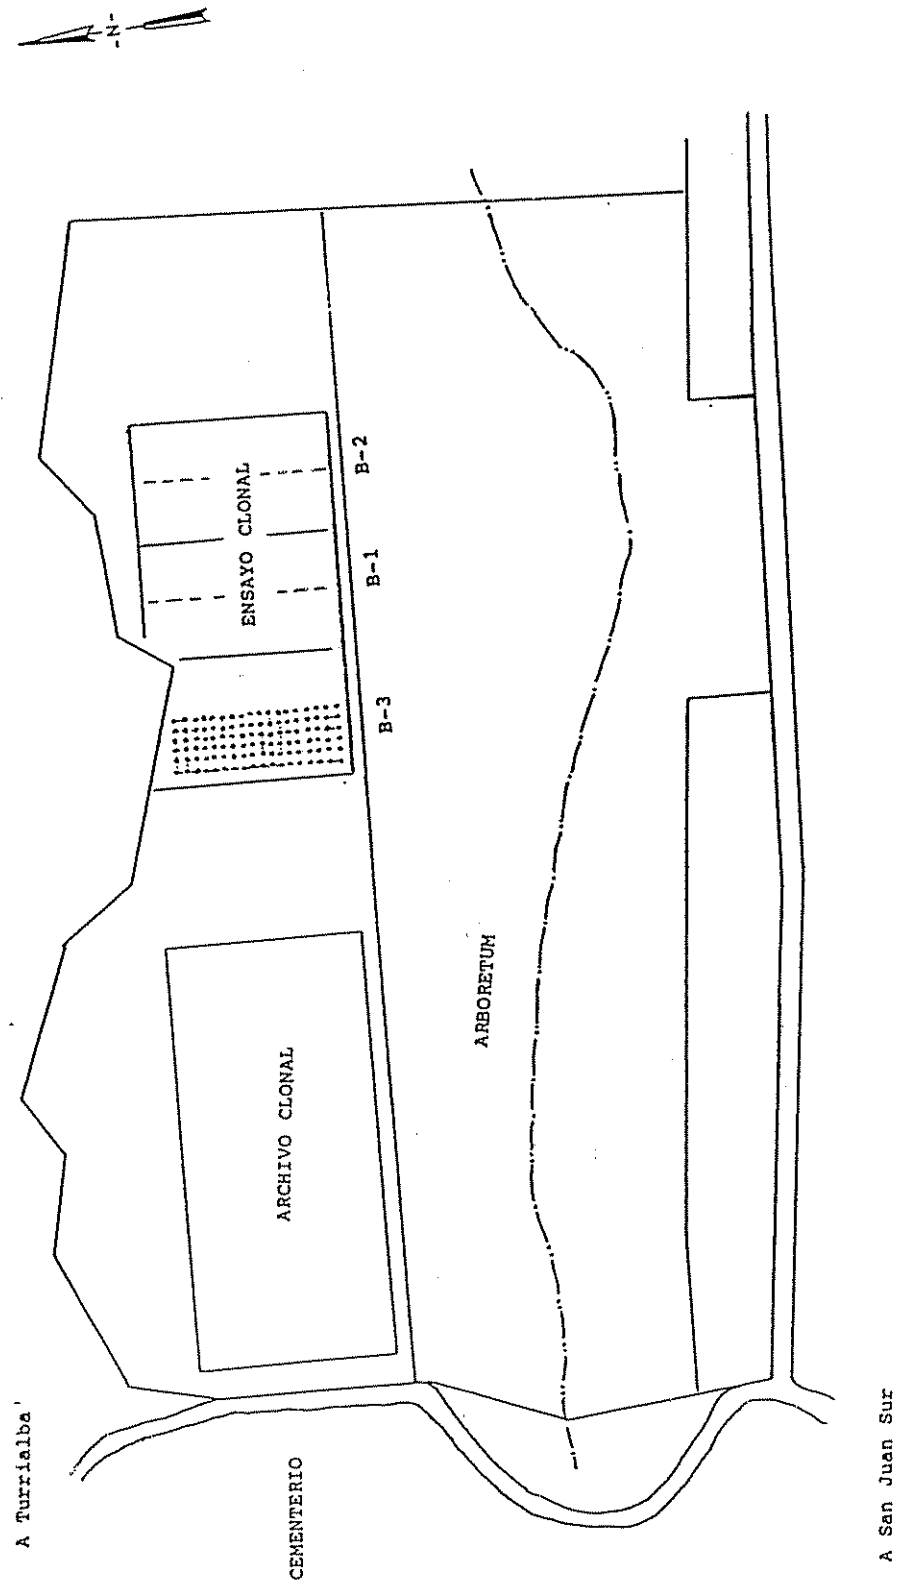 -N-
A Turrialba
CEMENTERIO
ARCHIVO CLONAL
ENSAYO CLONAL
B-3
B-1
B-2
ARBORETUM
A San Juan Sur